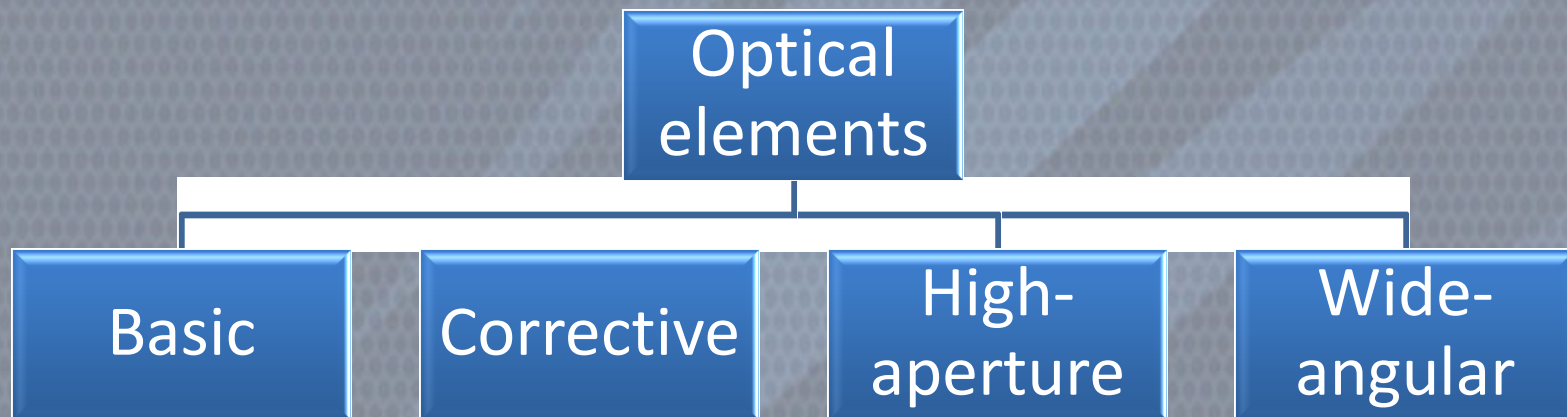 Optical
elements
Basic
Corrective
High-
aperture
Wide-
angular